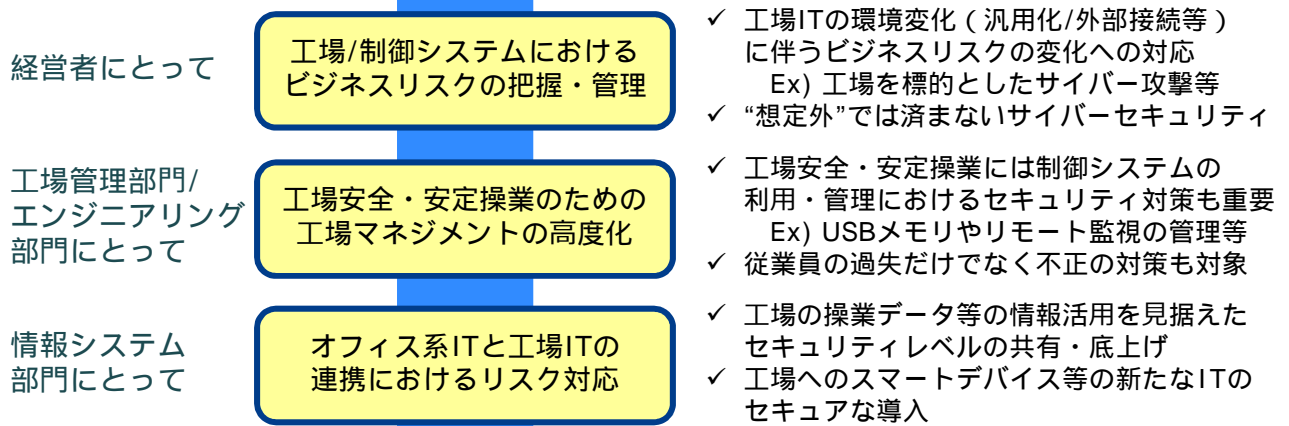 経営者にとって
工場/制御システムにおける
ビジネスリスクの把握・管理
✓ 工場ITの環境変化（汎用化/外部接続等）
に伴うビジネスリスクの変化への対応
Ex) 工場を標的としたサイバー攻撃等
✓ “想定外”では済まないサイバーセキュリティ
工場管理部門/
エンジニアリング
部門にとって
工場安全・安定操業のための
工場マネジメントの高度化
✓ 工場安全・安定操業には制御システムの
利用・管理におけるセキュリティ対策も重要
Ex) USBメモリやリモート監視の管理等
✓ 従業員の過失だけでなく不正の対策も対象
情報システム
部門にとって
オフィス系ITと工場ITの
連携におけるリスク対応
✓ 工場の操業データ等の情報活用を見据えた
セキュリティレベルの共有・底上げ
✓ 工場へのスマートデバイス等の新たなITの
セキュアな導入